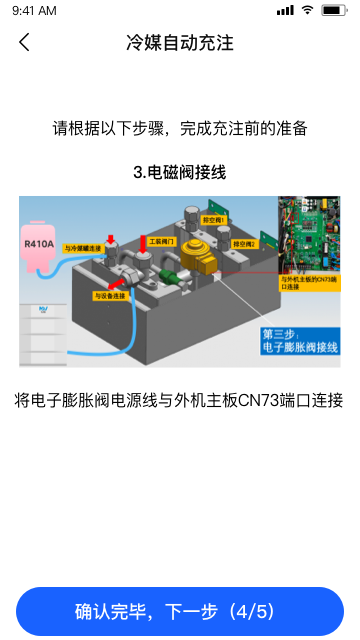 9:41 AM
冷媒自动充注
请根据以下步骤，完成充注前的准备
3.电磁阀接线
排空阀1
R410A
与冷媒罐连接
工装阀门
排空阀2
与外机主板的CN73端
口连接
与设备连接
第三步：
电子膨胀阀接线
将电子膨胀阀电源线与外机主板CN73端口连接
确认完毕，下一步（4/5）